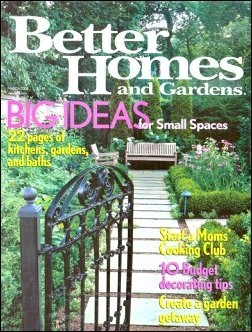 Better
Homes
and Gardens
BIG IDEAS
for Small Spaces
22 pages of
kitchens, gardens,
and baths
Start a Moms'
Cooking Club
10 Budget
decorating tips
Create a garden
getaway